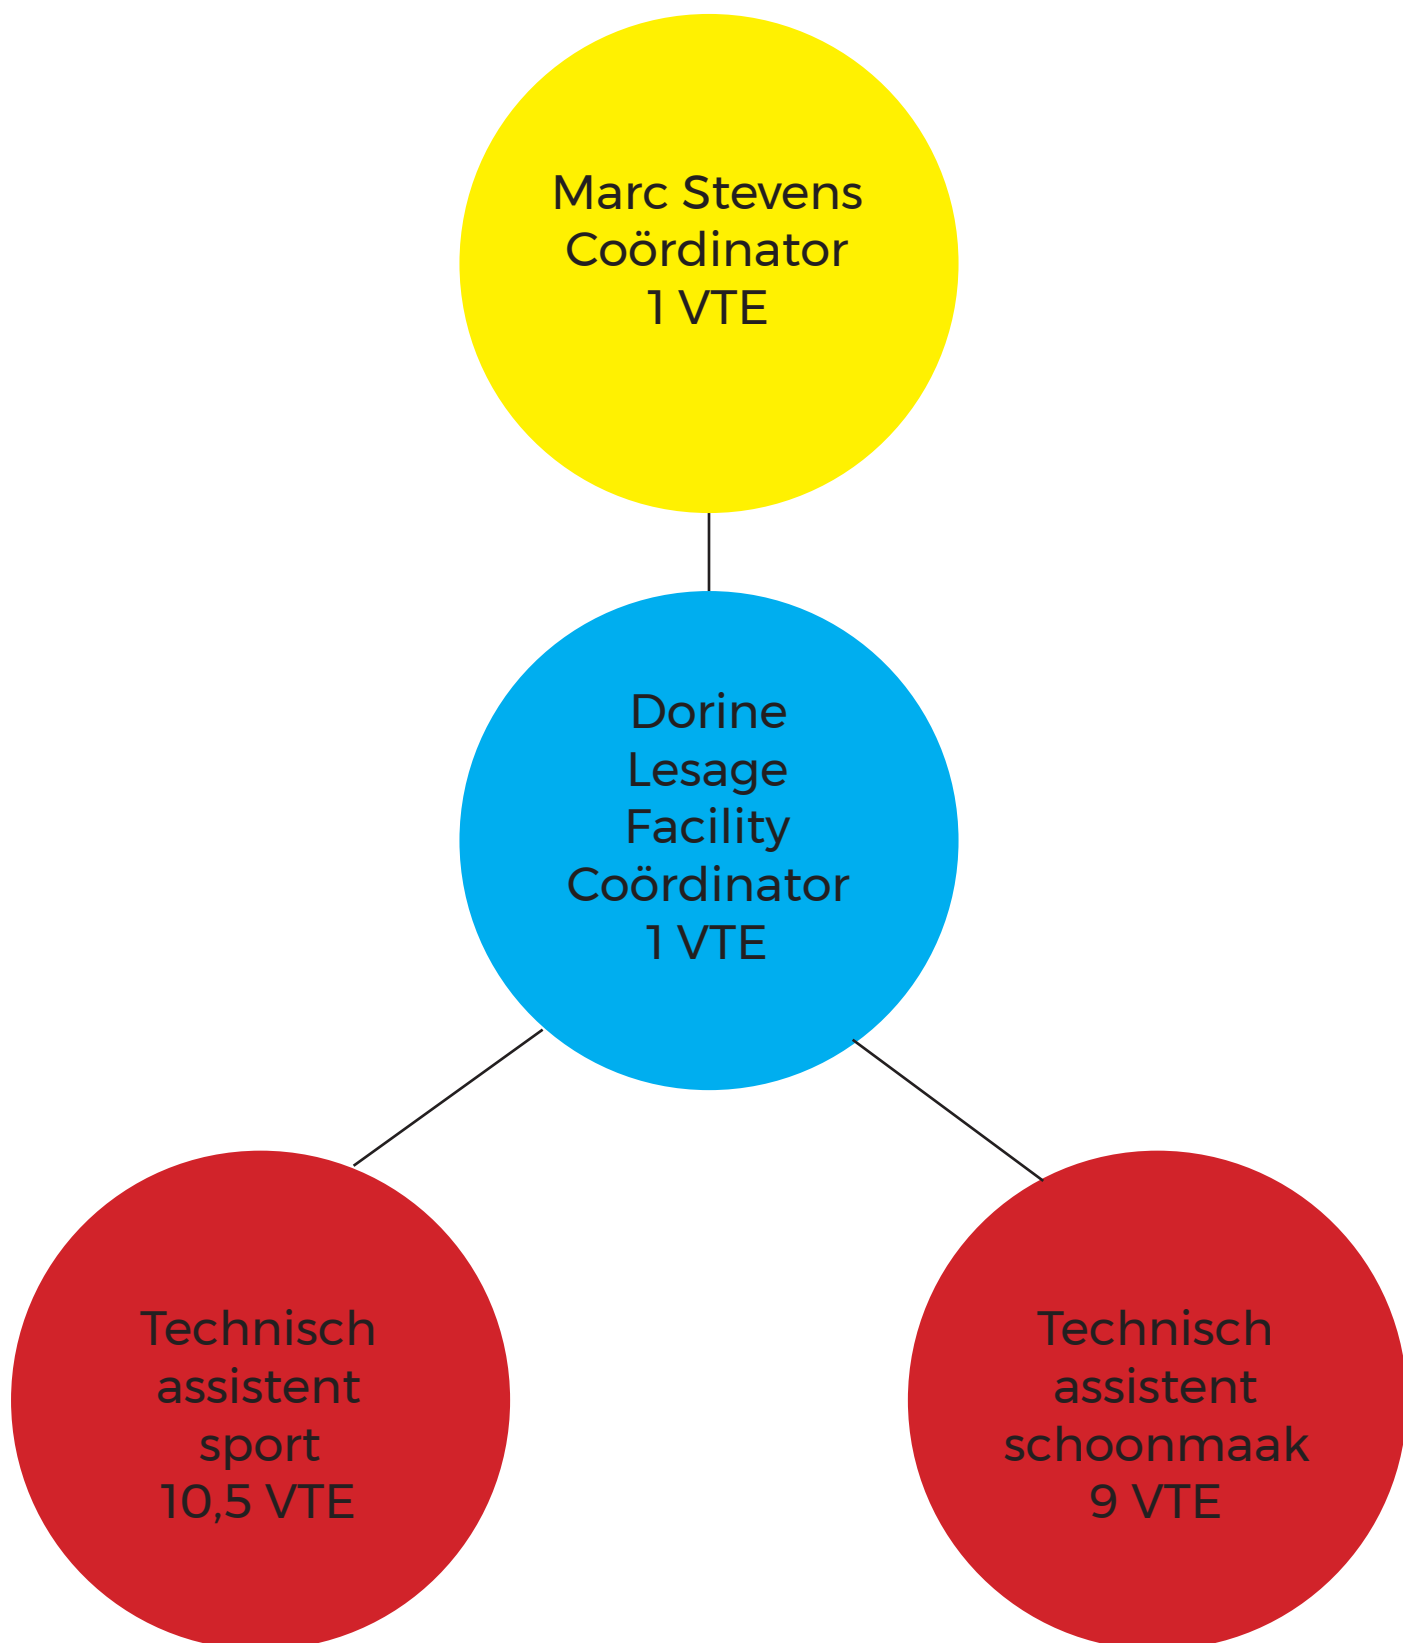 Marc Stevens
Coördinator
1 VTE
Dorine
Lesage
Facility
Coördinator
1 VTE
Technisch
assistent
sport
10,5 VTE
Technisch
assistent
schoonmaak
9 VTE